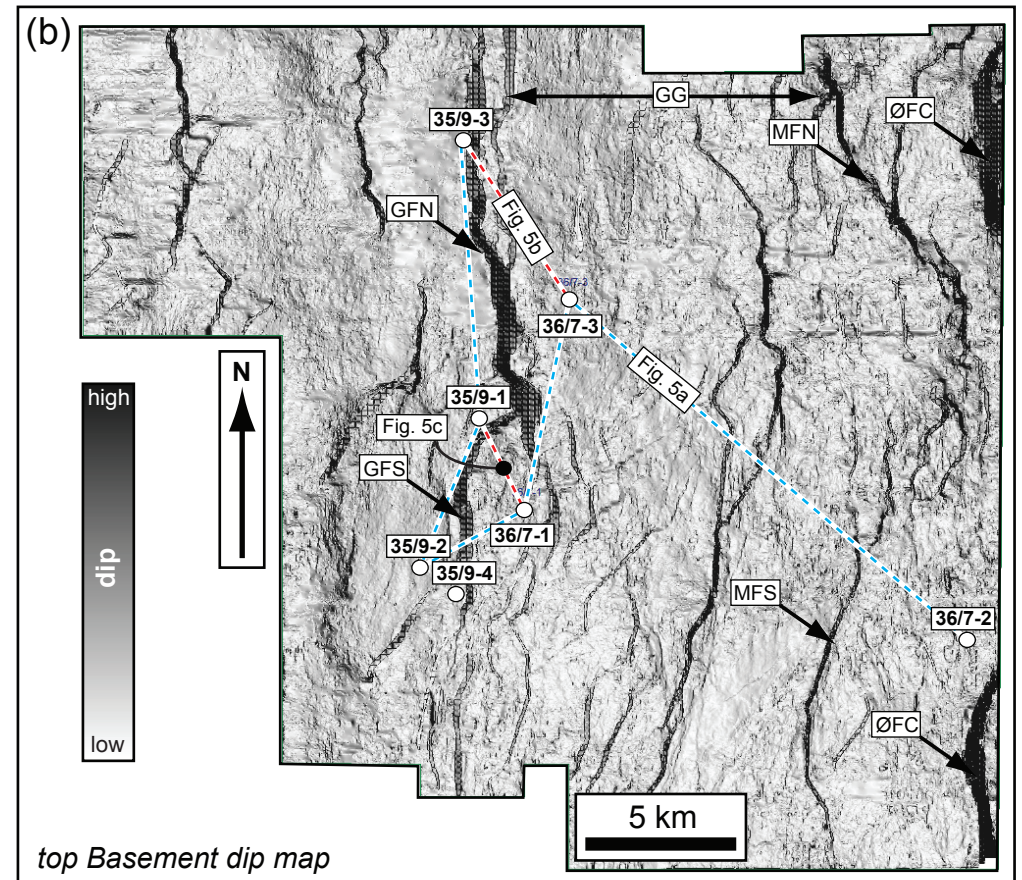 (b)
GG
35/9-3
MFN
ØFC
GFN
Fig. 5b
36/7-3
N
high
Fig. 5a
35/9-1
Fig. 5c
GFS
dip
36/7-1
35/9-2
35/9-4
MFS
36/7-2
low
ØFC
5 km
top Basement dip map